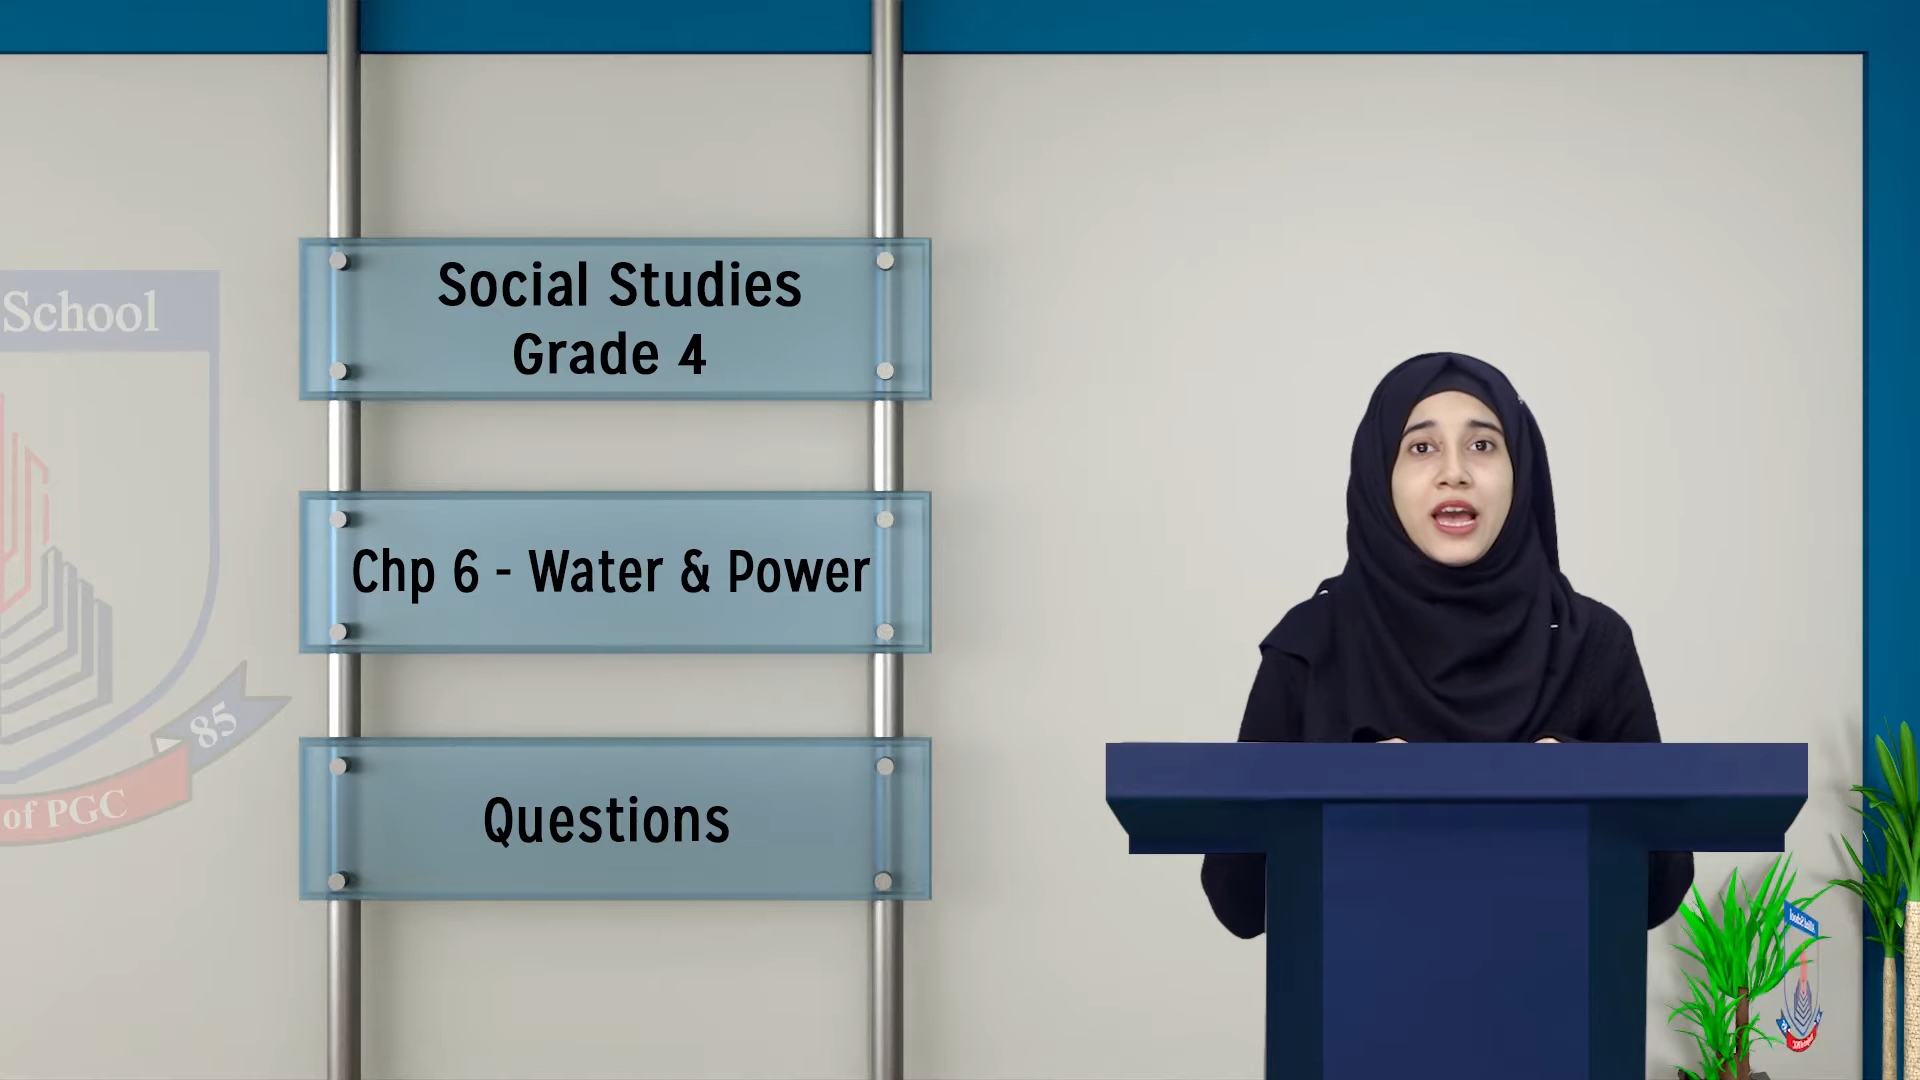 School
85
of PGC
Social Studies
Grade 4
Chp 6 - Water & Power
Questions